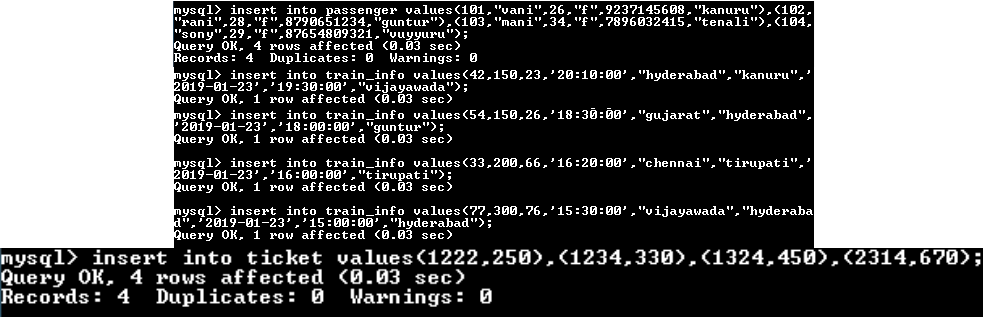 mysql> insert into passenger values(101,"vani",26,"f",9237145608,"kanuru"),(102,
"rani",28,"f",8790651234,"guntur"),(103,"mani",34,"f",7896032415,"tenali"),(104,
"sony",29,"f",87654809321,"vuyyuru");
Query OK, 4 rows affected (0.03 sec)
Records: 4  Duplicates: 0  Warnings: 0
mysql> insert into train_info values(42,150,23,'20:10:00',"hyderabad","kanuru",'
2019-01-23','19:30:00',"vijayawada");
Query OK, 1 row affected (0.03 sec)
mysql> insert into train_info values(54,150,26,'18:30:00',"gujarat","hyderabad",
'2019-01-23','18:00:00',"guntur");
Query OK, 1 row affected (0.03 sec)
mysql> insert into train_info values(33,200,66,'16:20:00',"chennai","tirupati",'
2019-01-23','16:00:00',"tirupati");
Query OK, 1 row affected (0.03 sec)
mysql> insert into train_info values(77,300,76,'15:30:00',"vijayawada","hyderaba
d",'2019-01-23','15:00:00',"hyderabad");
Query OK, 1 row affected (0.03 sec)
mysql> insert into ticket values(1222,250),(1234,330),(1324,450),(2314,670);
Query OK, 4 rows affected (0.03 sec)
Records: 4  Duplicates: 0  Warnings: 0